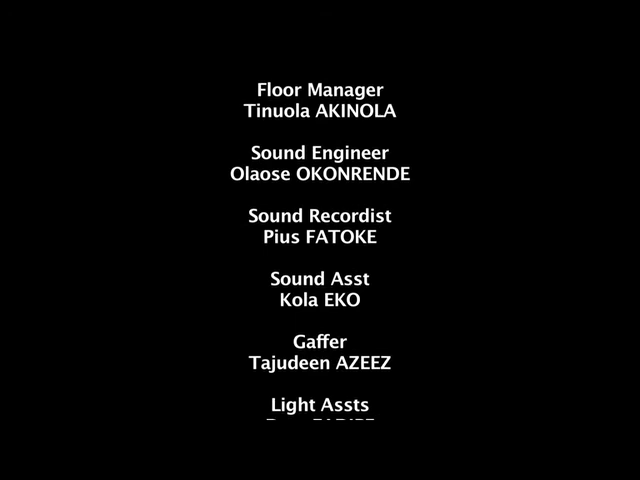 Floor Manager
Tinuola AKINOLA
Sound Engineer
Olaose OKONRENDE
Sound Recordist
Pius FATOKE
Sound Asst
Kola EKO
Gaffer
Tajudeen AZEEZ
Light Assts